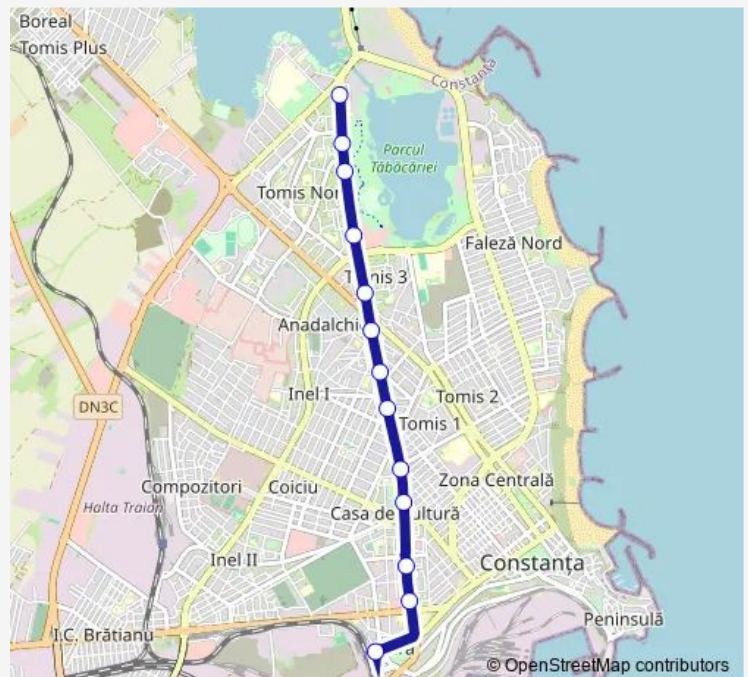 Boreal
Tomis Plus
Constanța
Parcul
Tăbăcăriei
Tomis Nor
Faleză Nord
nis 3
Anadalchi
DN3C
Inel I
Tomis 2
Tomis 1
Compozitori
Coiciu
Zona Centrală
Halta Traian
Casa de
ultură
Inel II
Constanța
Peninsulă
I.C. Brătianu
© OpenStreetMap contributors